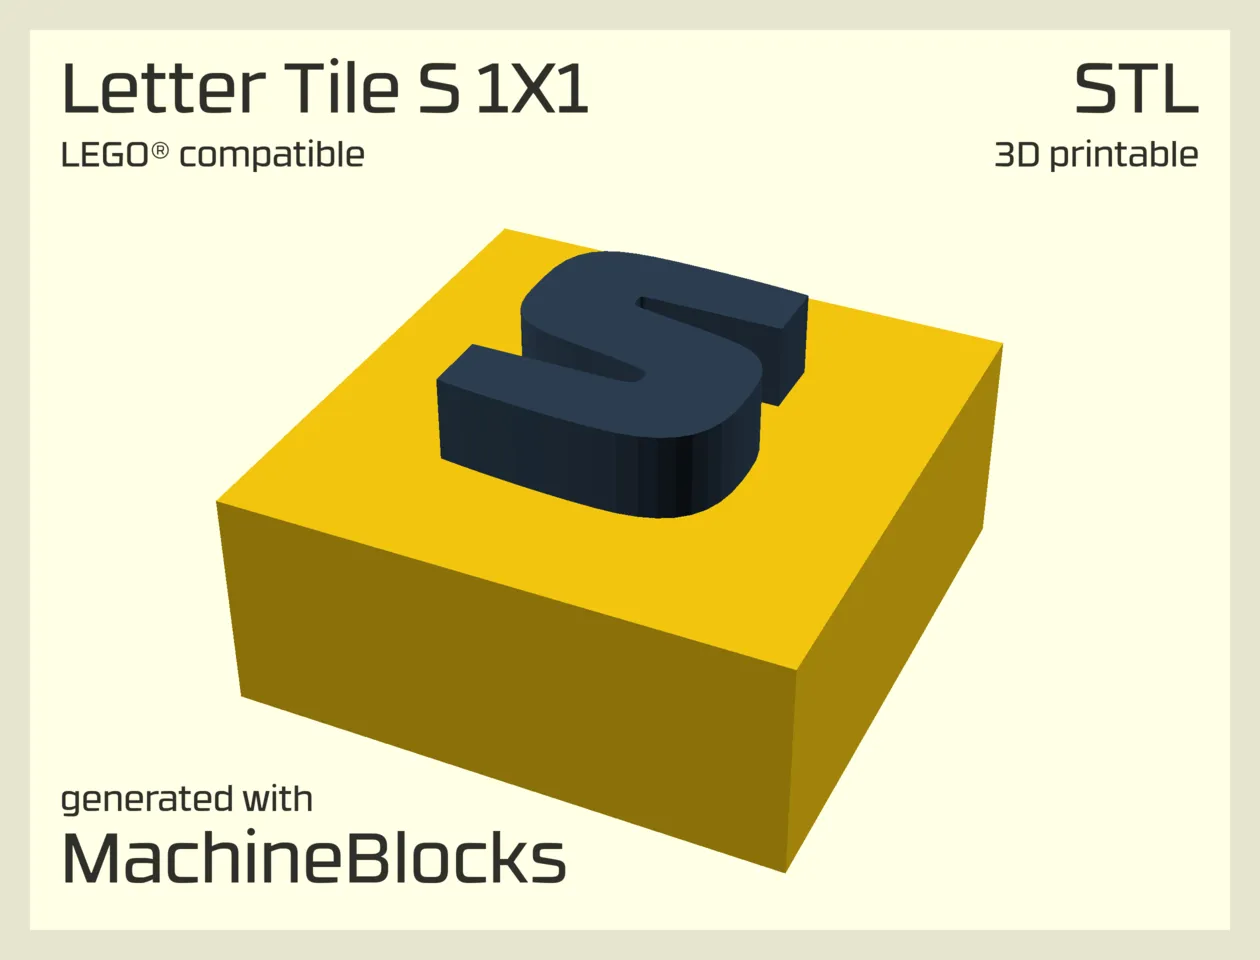 Letter Tile S 1X1
LEGO® compatible
STL
3D printable
S
generated with
MachineBlocks